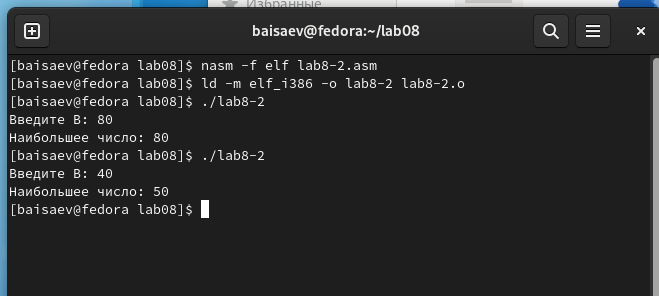 Избранные
baisaev@fedora:~/lab08
[baisaev@fedora lab08]$ nasm -f elf lab8-2.asm
[baisaev@fedora lab08]$ ld -m elf_i386 -o lab8-2 lab8-2.o
[baisaev@fedora lab08]$ ./lab8-2
Введите B: 80
Наибольшее число: 80
[baisaev@fedora lab08]$ ./lab8-2
Введите B: 40
Наибольшее число: 50
[baisaev@fedora lab08]$